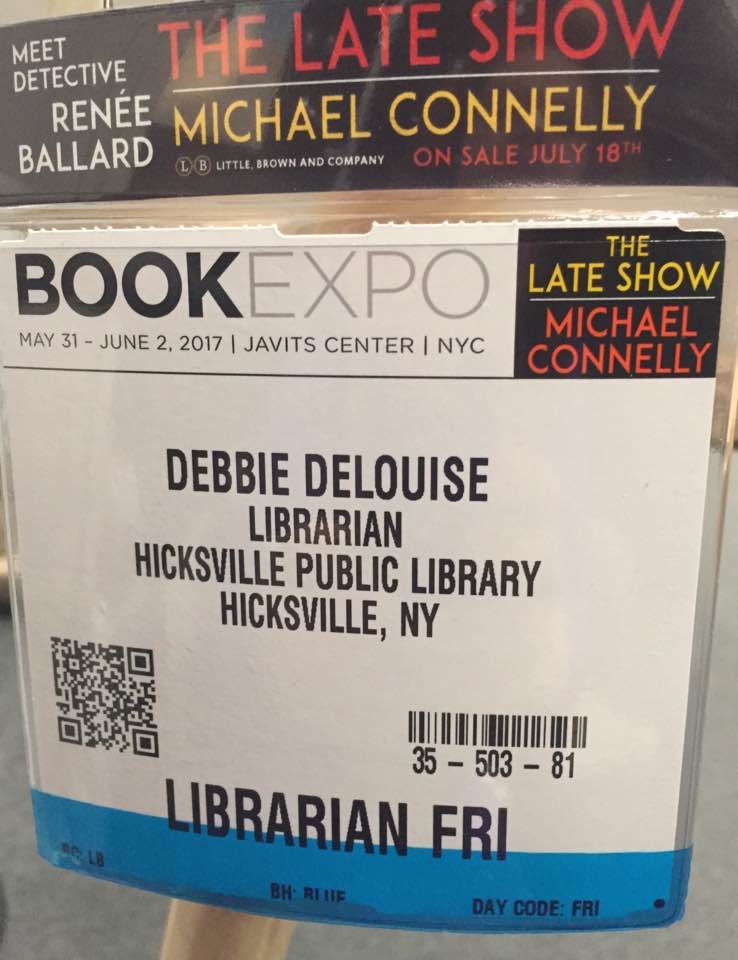 MEET
DETECTIVE
RENÉE
BALLARD
THE LATE SHOW
MICHAEL CONNELLY
LB LITTLE, BROWN AND COMPANY ON SALE JULY 18TH
BOOKEXPO
MAY 31 - JUNE 2, 2017 | JAVITS CENTER | NYC
THE
LATE SHOW
MICHAEL
CONNELLY
DEBBIE DELOUISE
LIBRARIAN
HICKSVILLE PUBLIC LIBRARY
HICKSVILLE, NY
35 - 503 - 81
LIBRARIAN FRI
LB
BH: BLUE
DAY CODE: FRI